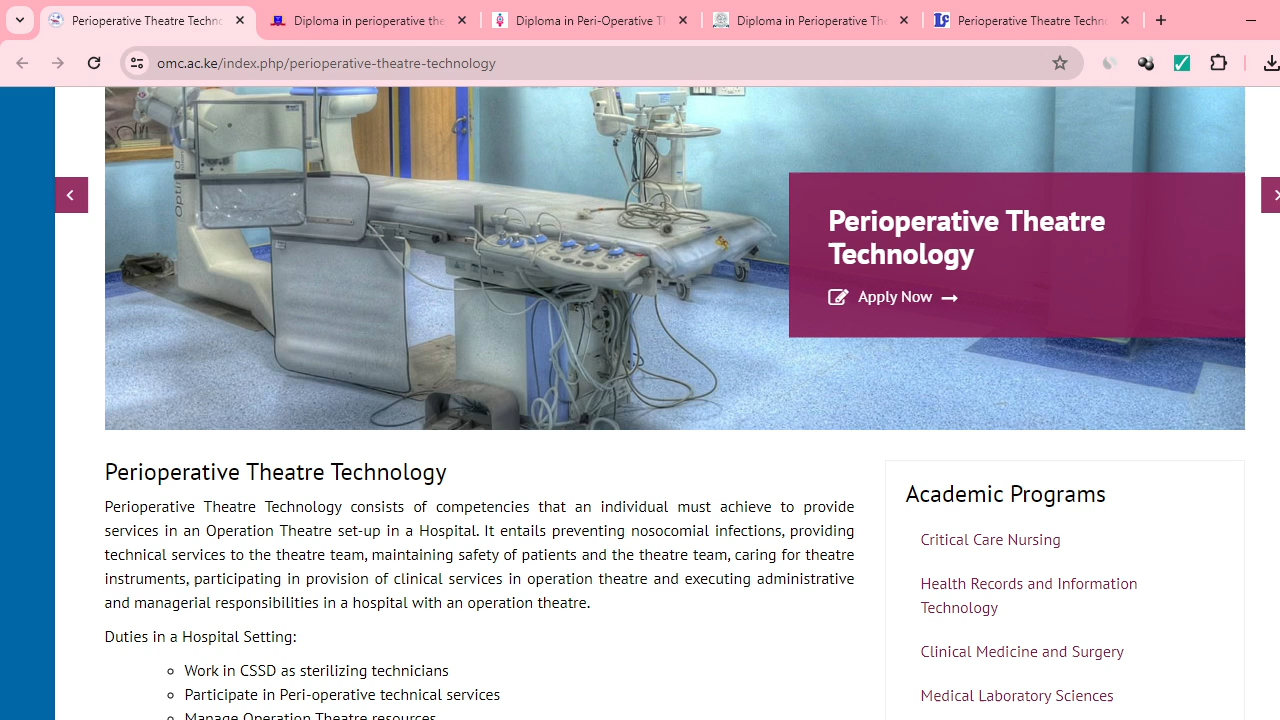 Perioperative Theatre Techno
Diploma in perioperative the
Diploma in Peri-Operative T
Diploma in Perioperative The
Perioperative Theatre Techno
omc.ac.ke/index.php/perioperative-theatre-technology
Optima
Perioperative Theatre
Technology
Apply Now
Perioperative Theatre Technology
Perioperative Theatre Technology consists of competencies that an individual must achieve to provide
services in an Operation Theatre set-up in a Hospital. It entails preventing nosocomial infections, providing
technical services to the theatre team, maintaining safety of patients and the theatre team, caring for theatre
instruments, participating in provision of clinical services in operation theatre and executing administrative
and managerial responsibilities in a hospital with an operation theatre.
Duties in a Hospital Setting:
Work in CSSD as sterilizing technicians
Participate in Peri-operative technical services
Manage Operation Theatre resources
Academic Programs
Critical Care Nursing
Health Records and Information
Technology
Clinical Medicine and Surgery
Medical Laboratory Sciences